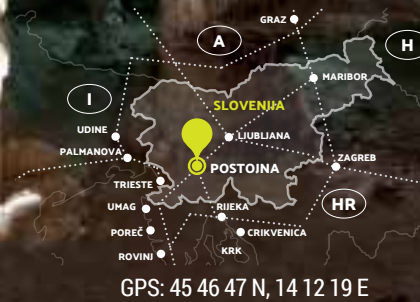 GRAZ
A
H
MARIBOR
I
SLOVENIJA
UDINE
LJUBLJANA
PALMANOVA
POSTOJNA
ZAGREB
TRIESTE
HR
UMAG
RIJEKA
POREČ
CRIKVENICA
KRK
ROVINJ
GPS: 45 46 47 N, 14 12 19 E